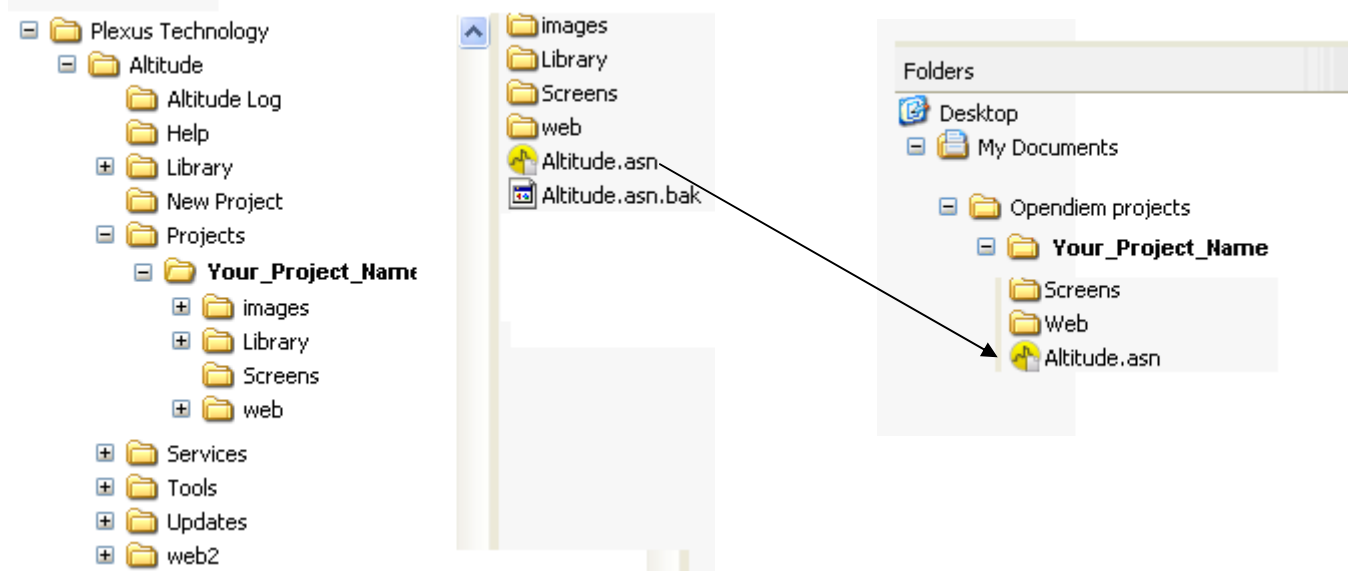 Plexus Technology
Altitude
Altitude Log
Help
Library
New Project
Projects
Your_Project_Name
images
Library
Screens
web
Services
Tools
Updates
web2
images
Library
Screens
web
Altitude.asn
Altitude.asn.bak
Folders
Desktop
My Documents
Opendiem projects
Your_Project_Name
Screens
Web
Altitude.asn